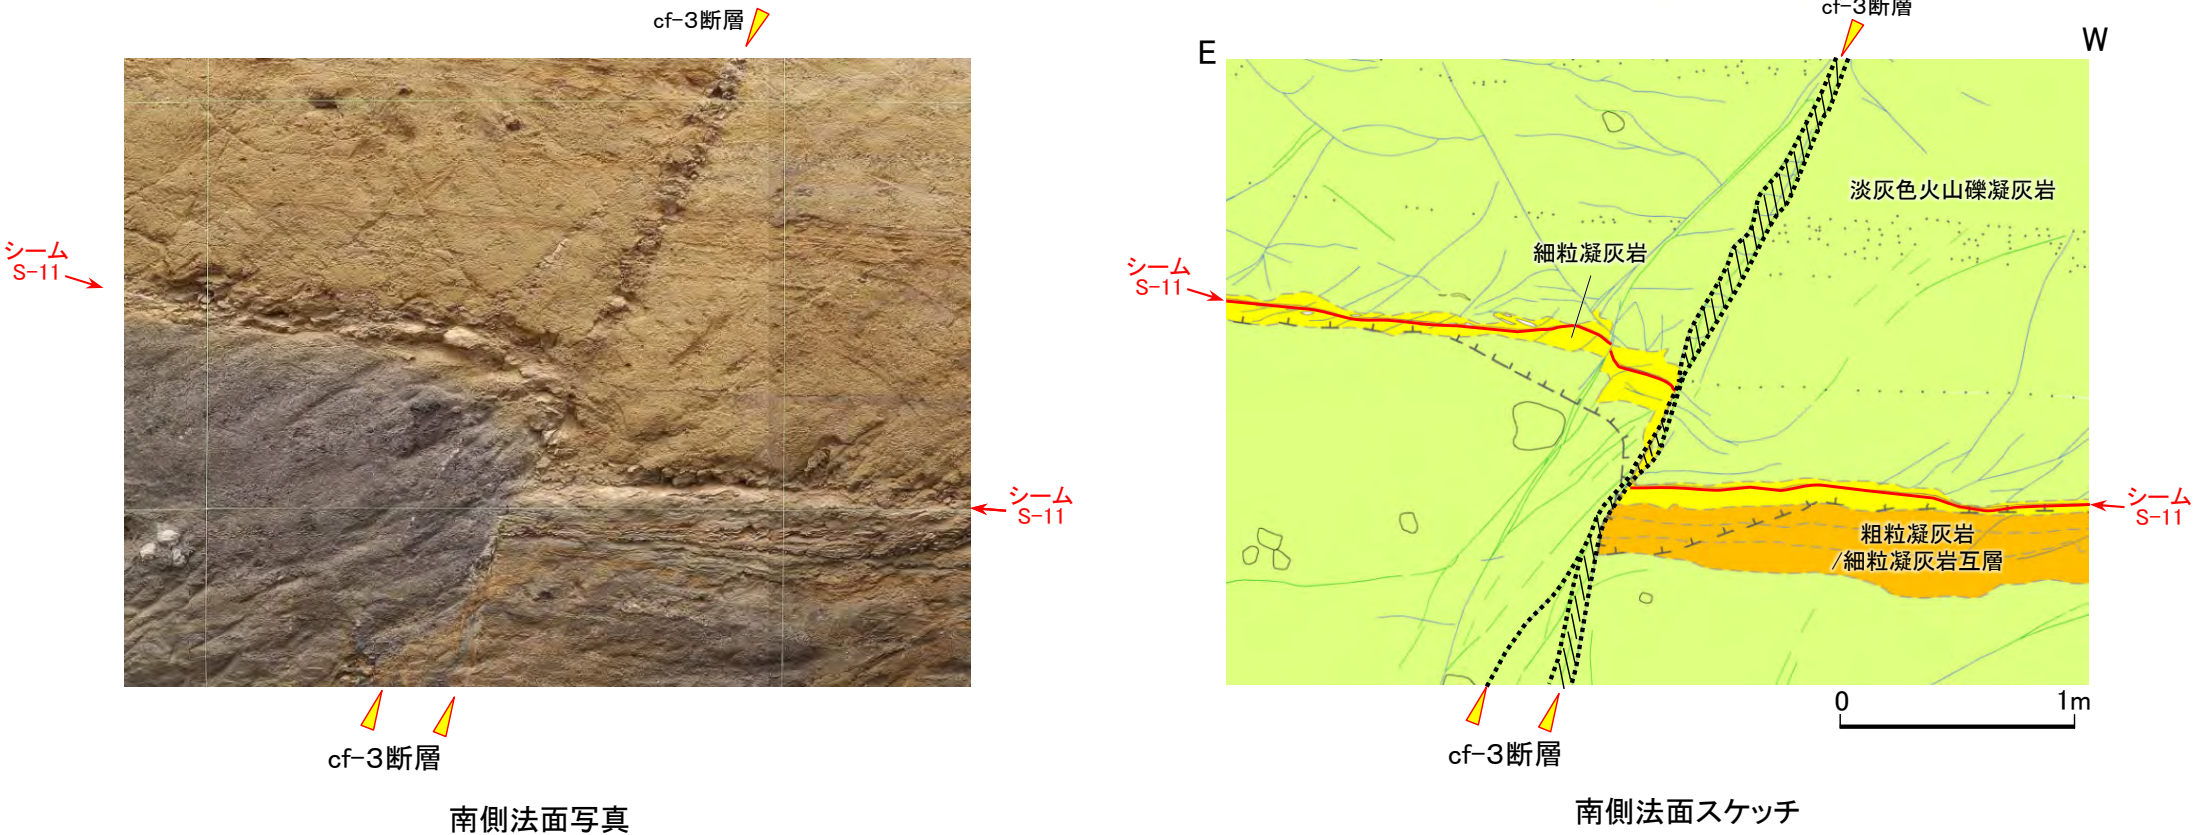 cf-3断層
シーム
S-11
シーム
S-11
cf-3断層
南側法面写真
cf-3断層
E
W
淡灰色火山礫凝灰岩
細粒凝灰岩
シーム
S-11
シーム
S-11
粗粒凝灰岩
/細粒凝灰岩互層
0
1m
cf-3断層
南側法面スケッチ